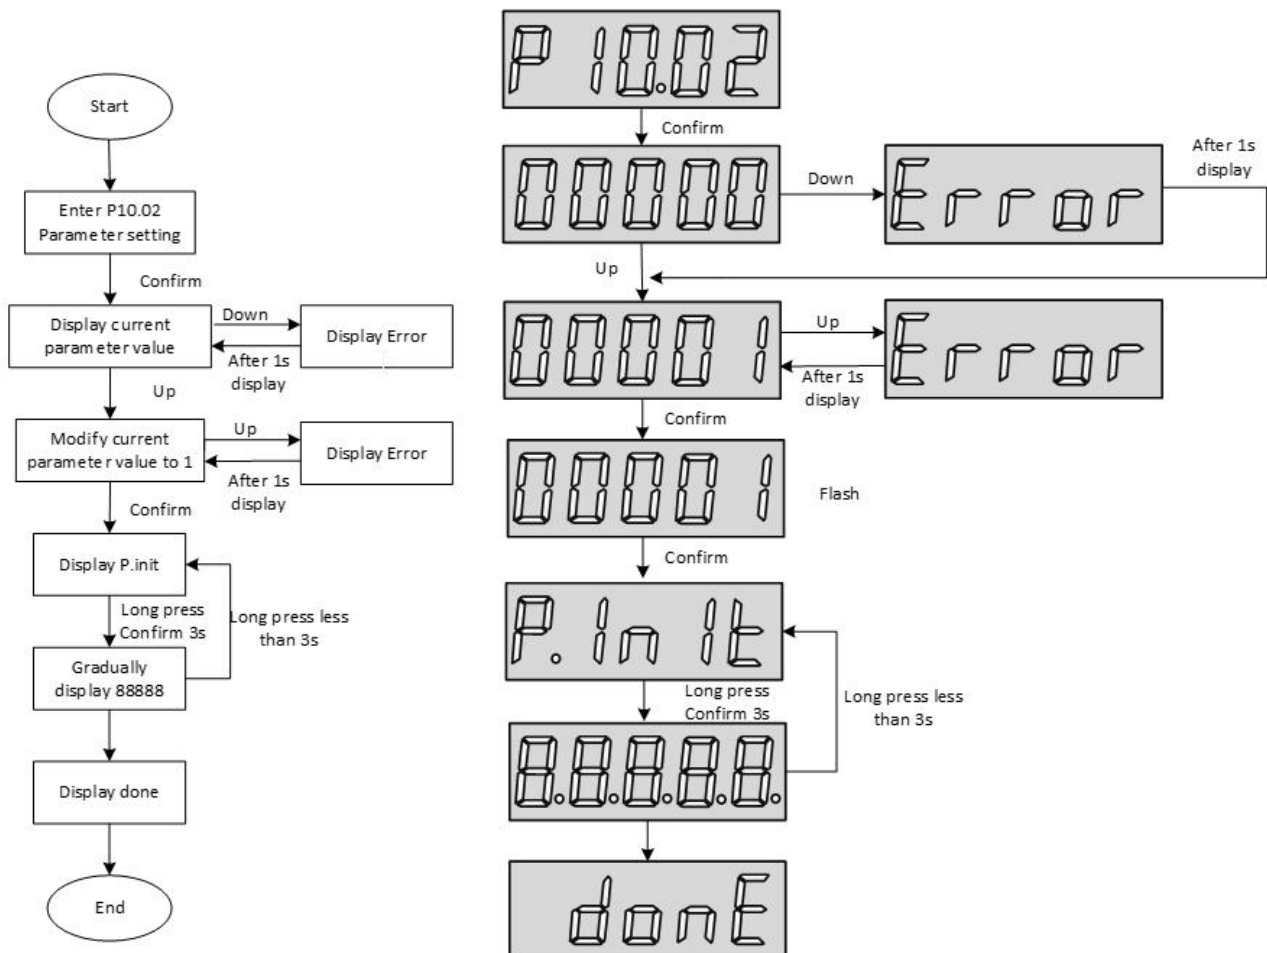 Start
Enter P10.02
Parameter setting
Confirm
Display current
parameter value
Down
After 1s
display
Display Error
Up
Modify current
parameter value to 1
Up
After 1s
display
Display Error
Confirm
Display P.init
Long press
Confirm 3s
Long press less
than 3s
Gradually
display 88888
Display done
End
P10.02
Confirm
00000
Down
Error
After 1s
display
Up
00001
Up
After 1s
display
Error
Confirm
00001
Flash
Confirm
P.1n1t
Long press
Confirm 3s
Long press less
than 3s
8.8.8.8.8.
donE